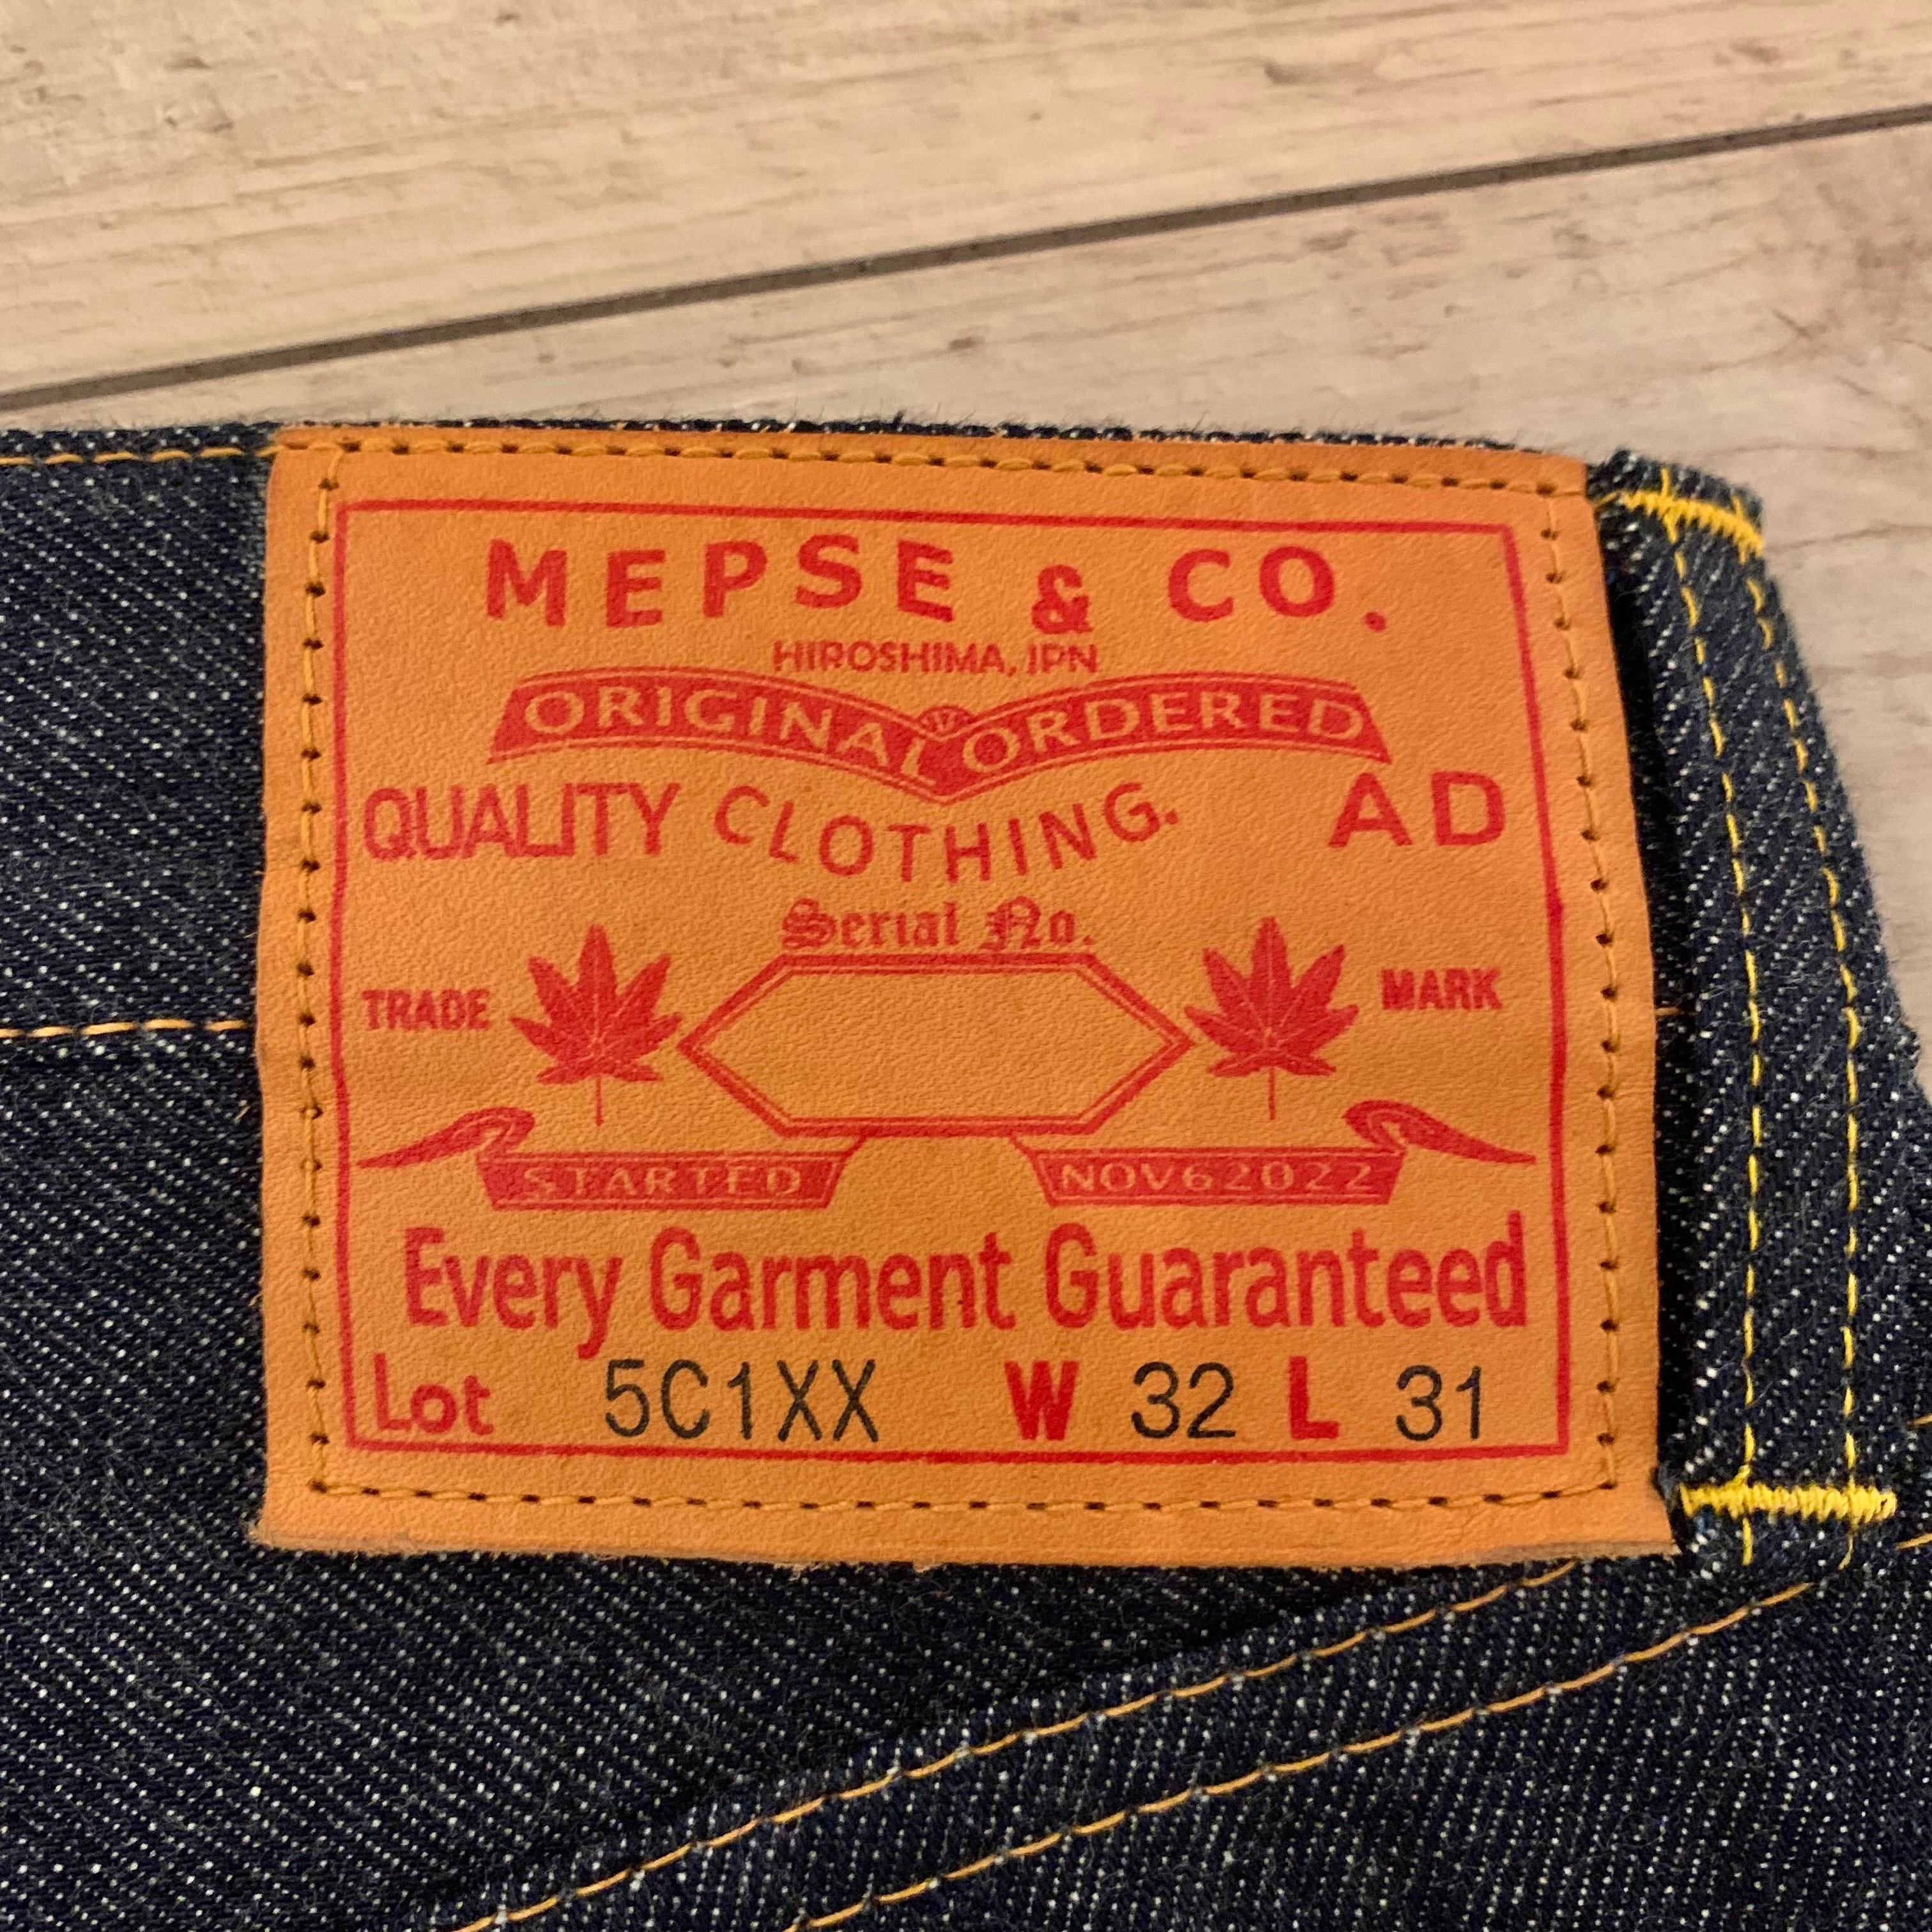 MEPSE & CO.
HIROSHIMA, JPN
ORIGINAL ORDERED
QUALITY CLOTHING. AD
Serial No.
TRADE MARK
STARTED NOV62022
Every Garment Guaranteed
Lot 5C1XX W 32 L 31